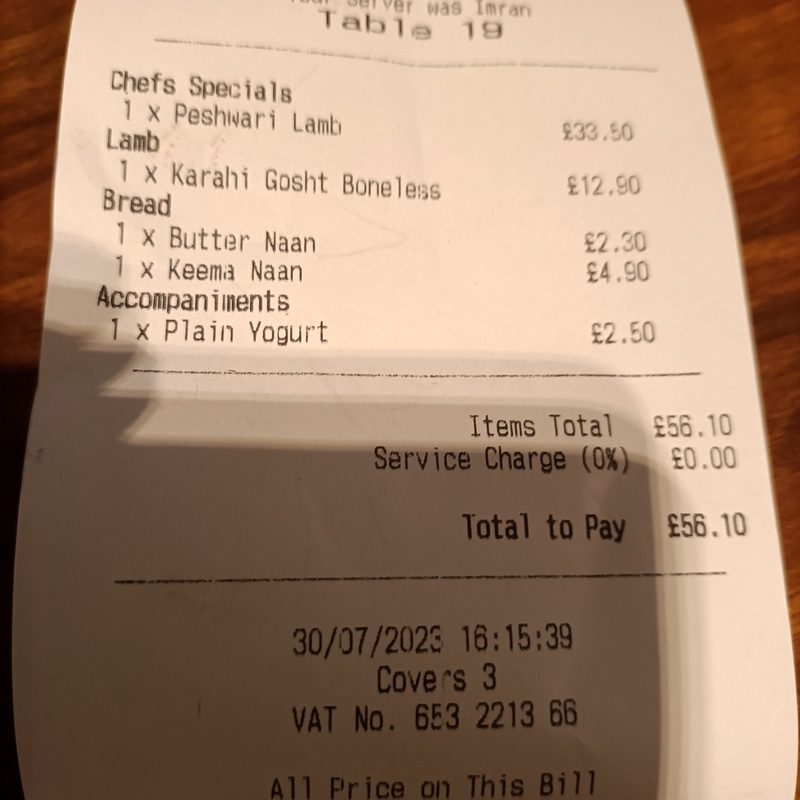 Server was Imran
Table 19
Chefs Specials
1 x Peshwari Lamb £33.50
Lamb
1 x Karahi Gosht Boneless £12.90
Bread
1 x Butter Naan £2.30
1 x Keema Naan £4.90
Accompaniments
1 x Plain Yogurt £2.50
Items Total £56.10
Service Charge (0%) £0.00
Total to Pay £56.10
30/07/2023 16:15:39
Covers 3
VAT No. 653 2213 66
All Price on This Bill